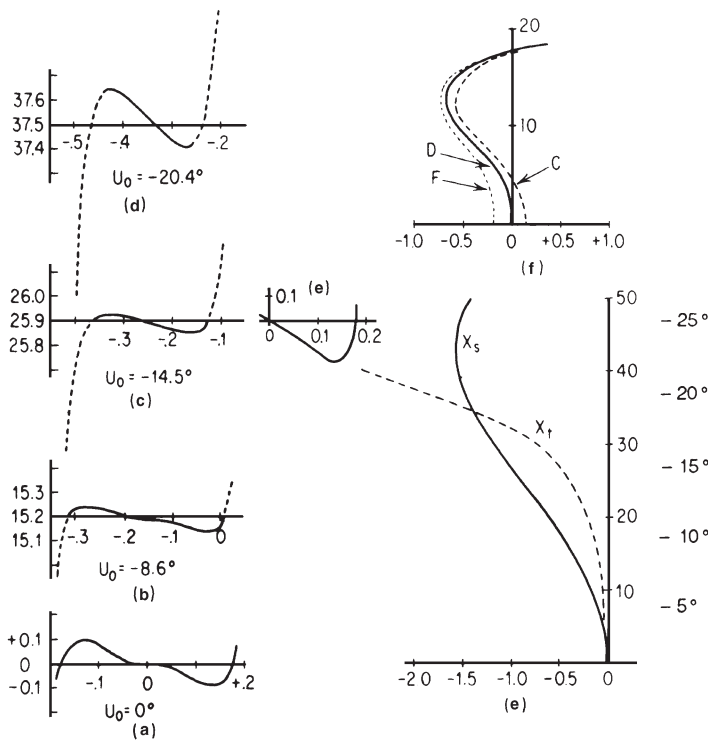 37.6
37.5
37.4
-.5 -.4 -.2
U₀ = -20.4°
(d)
20
10
D
F
C
-1.0 -0.5 0 +0.5 +1.0
(f)
26.0
25.9
25.8
-.3 -.2 -.1
U₀ = -14.5°
(c)
0.1
(e)
0 0.1 0.2
15.3
15.2
15.1
-.3 -.2 -.1 0
U₀ = -8.6°
(b)
+0.1
0
-0.1
-.1 0 +.2
U₀ = 0°
(a)
Xs
Xt
50
40
30
20
10
-25°
-20°
-15°
-10°
-5°
-2.0 -1.5 -1.0 -0.5 0
(e)